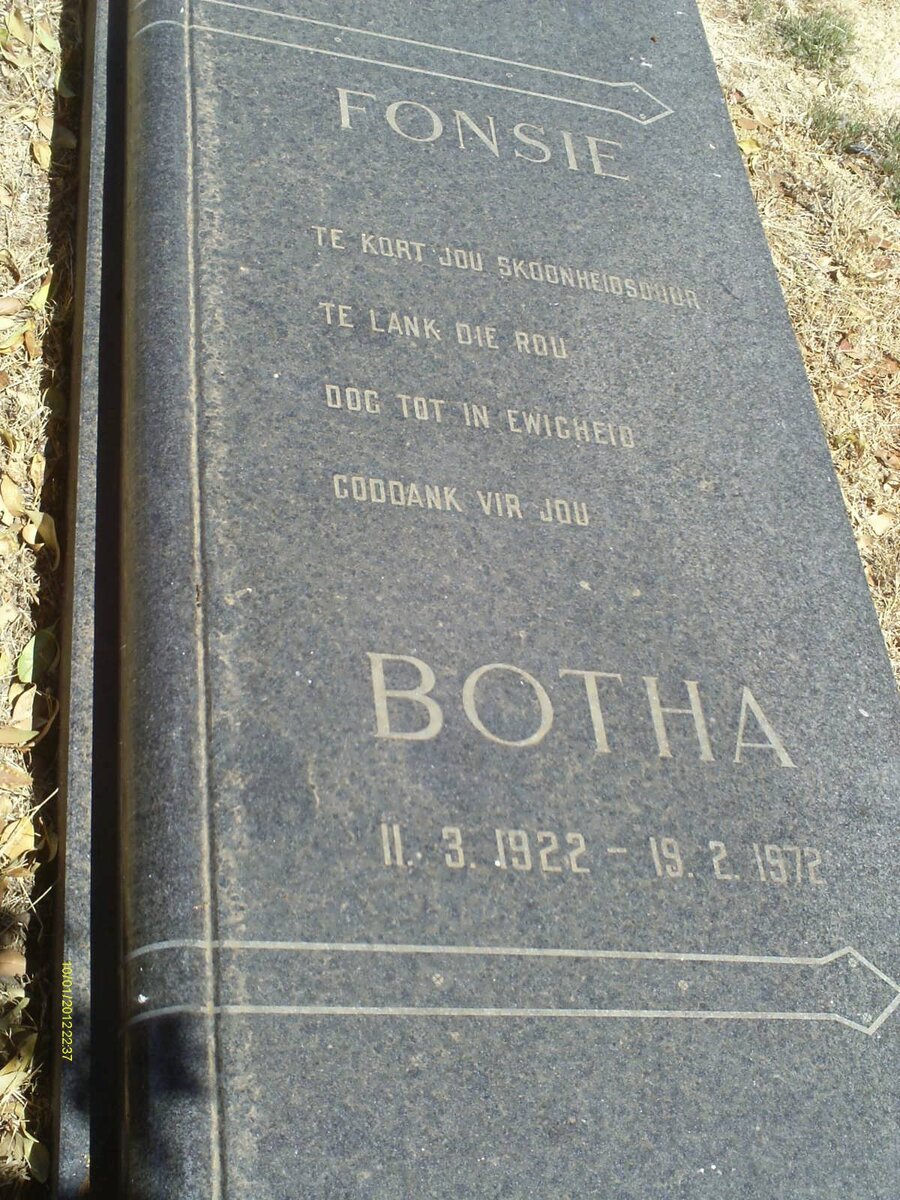 FONSIE
TE KORT JOU SKOONHEIDSDUUR
TE LANK DIE ROU
DOG TOT IN EWIGHEID
GODDANK VIR JOU
BOTHA
11. 3. 1922 - 19. 2. 1972
10/01/2012 22:37